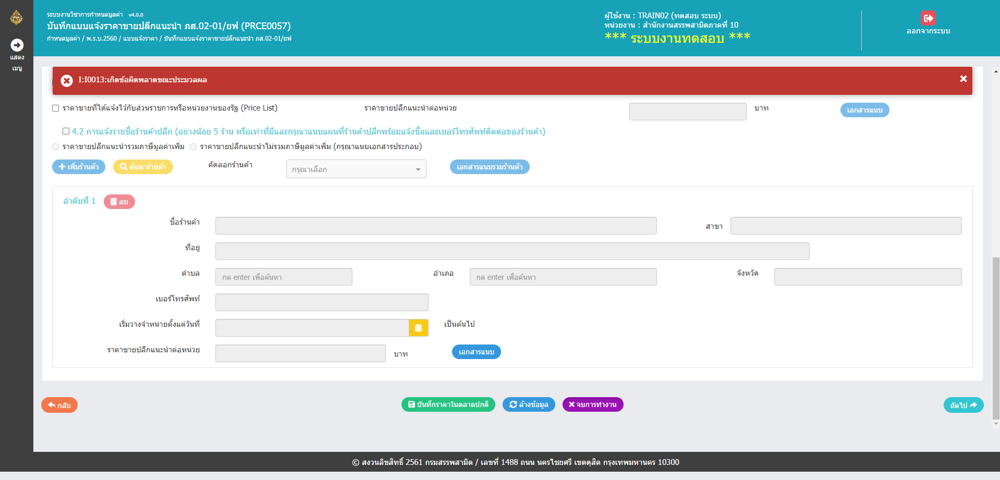 ระบบงานวิชาการกำหนดมูลค่า v4.0.0
บันทึกแบบแจ้งราคาขายปลีกแนะนำ ภส.02-01/ยฟ (PRCE0057)
กำหนดมูลค่า / พ.ร.บ.2560 / แบบแจ้งราคา / บันทึกแบบแจ้งราคาขายปลีกแนะนำ ภส.02-01/ยฟ
ผู้ใช้งาน : TRAIN02 (ทดสอบ ระบบ)
หน่วยงาน : สำนักงานสรรพสามิตภาคที่ 10
*** ระบบงานทดสอบ ***
ออกจากระบบ
แสดง
เมนู
I:I0013:เกิดข้อผิดพลาดขณะประมวลผล
ราคาขายที่ได้แจ้งไว้กับส่วนราชการหรือหน่วยงานของรัฐ (Price List) ราคาขายปลีกแนะนำต่อหน่วย บาท เอกสารแนบ
4.2 การแจ้งรายชื่อร้านค้าปลีก (อย่างน้อย 5 ร้าน หรือเท่าที่มีและกรุณาแนบแผนที่ร้านค้าปลีกพร้อมแจ้งชื่อและเบอร์โทรศัพท์ติดต่อของร้านค้า)
ราคาขายปลีกแนะนำรวมภาษีมูลค่าเพิ่ม ราคาขายปลีกแนะนำไม่รวมภาษีมูลค่าเพิ่ม (กรุณาแนบเอกสารประกอบ)
เพิ่มร้านค้า ค้นหาร้านค้า คัดลอกร้านค้า กรุณาเลือก เอกสารแนบรวมร้านค้า
ลำดับที่ 1 ลบ
ชื่อร้านค้า สาขา
ที่อยู่
ตำบล กด enter เพื่อค้นหา อำเภอ กด enter เพื่อค้นหา จังหวัด
เบอร์โทรศัพท์
เริ่มวางจำหน่ายตั้งแต่วันที่ เป็นต้นไป
ราคาขายปลีกแนะนำต่อหน่วย บาท เอกสารแนบ
กลับ บันทึกราคาในตลาดปกติ ล้างข้อมูล จบการทำงาน ถัดไป
© สงวนลิขสิทธิ์ 2561 กรมสรรพสามิต / เลขที่ 1488 ถนน นครไชยศรี เขตดุสิต กรุงเทพมหานคร 10300